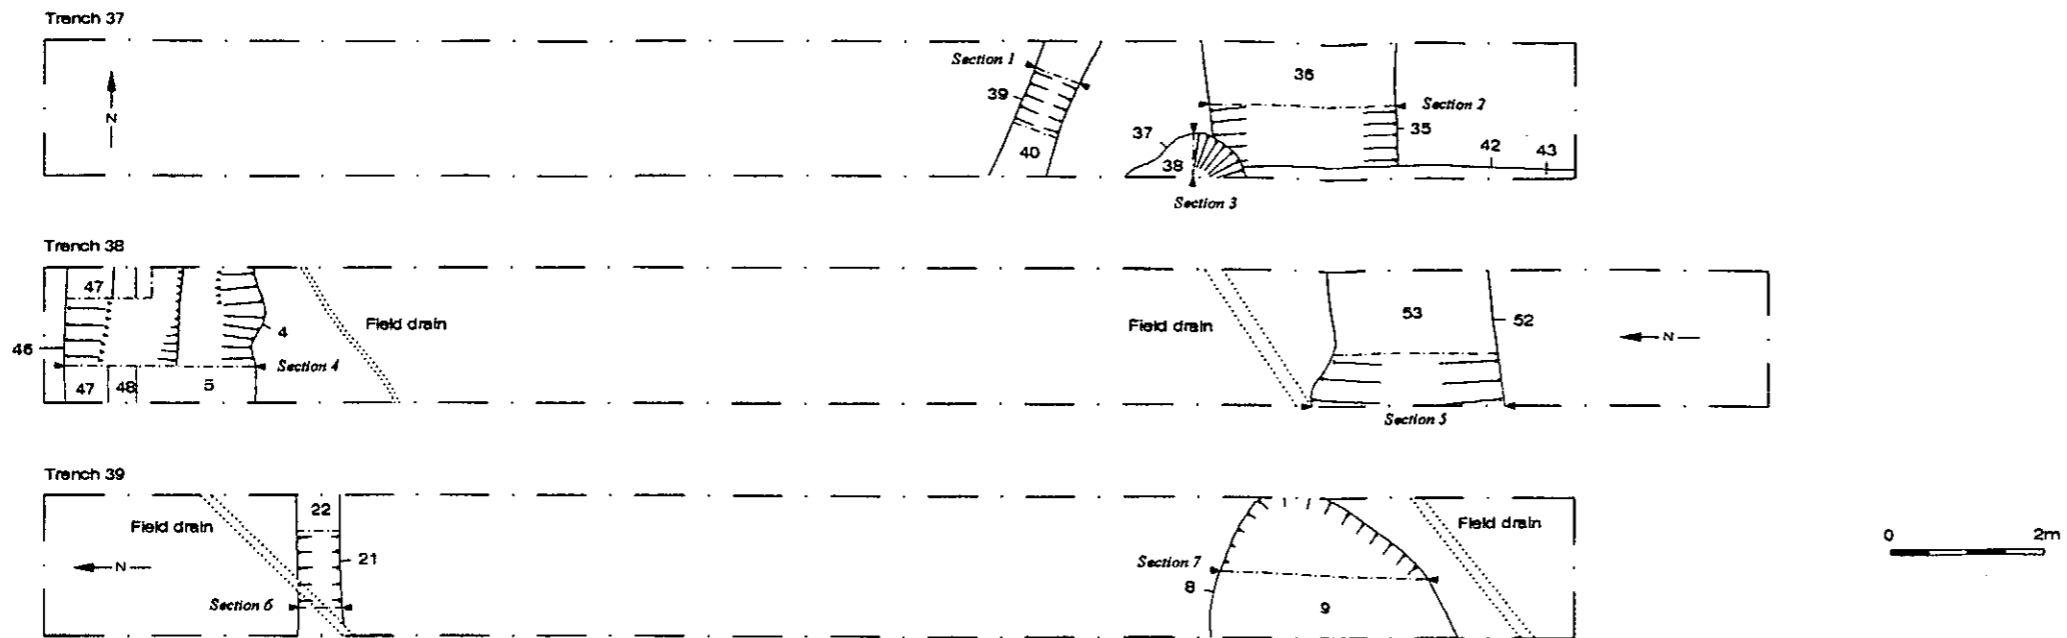 Trench 37
Section 1
36
39
Section 2
37
35
42
43
40
38
Section 3
N
Trench 38
47
Field drain
4
46
Section 4
47
48
5
Field drain
53
52
N
Section 5
Trench 39
22
Field drain
21
N
Section 6
Section 7
8
9
Field drain
0
2m